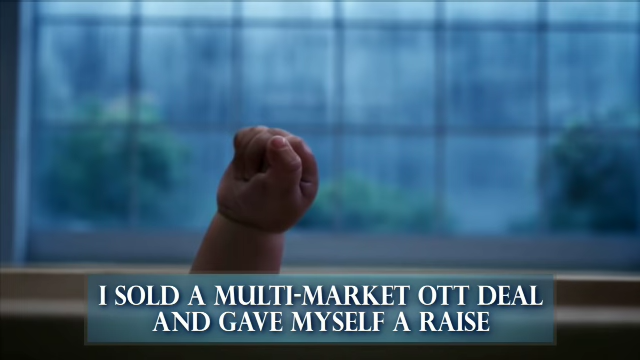 I SOLD A MULTI-MARKET OTT DEAL
AND GAVE MYSELF A RAISE